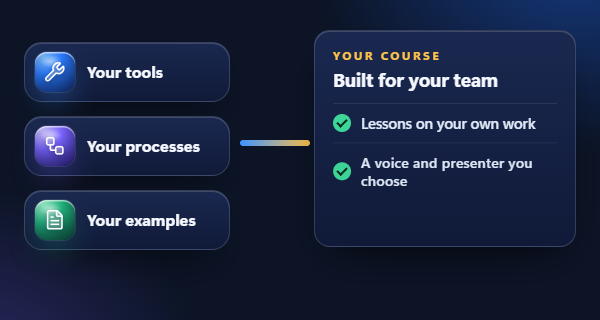 Your tools
Your processes
Your examples
YOUR COURSE
Built for your team
Lessons on your own work
A voice and presenter you
choose